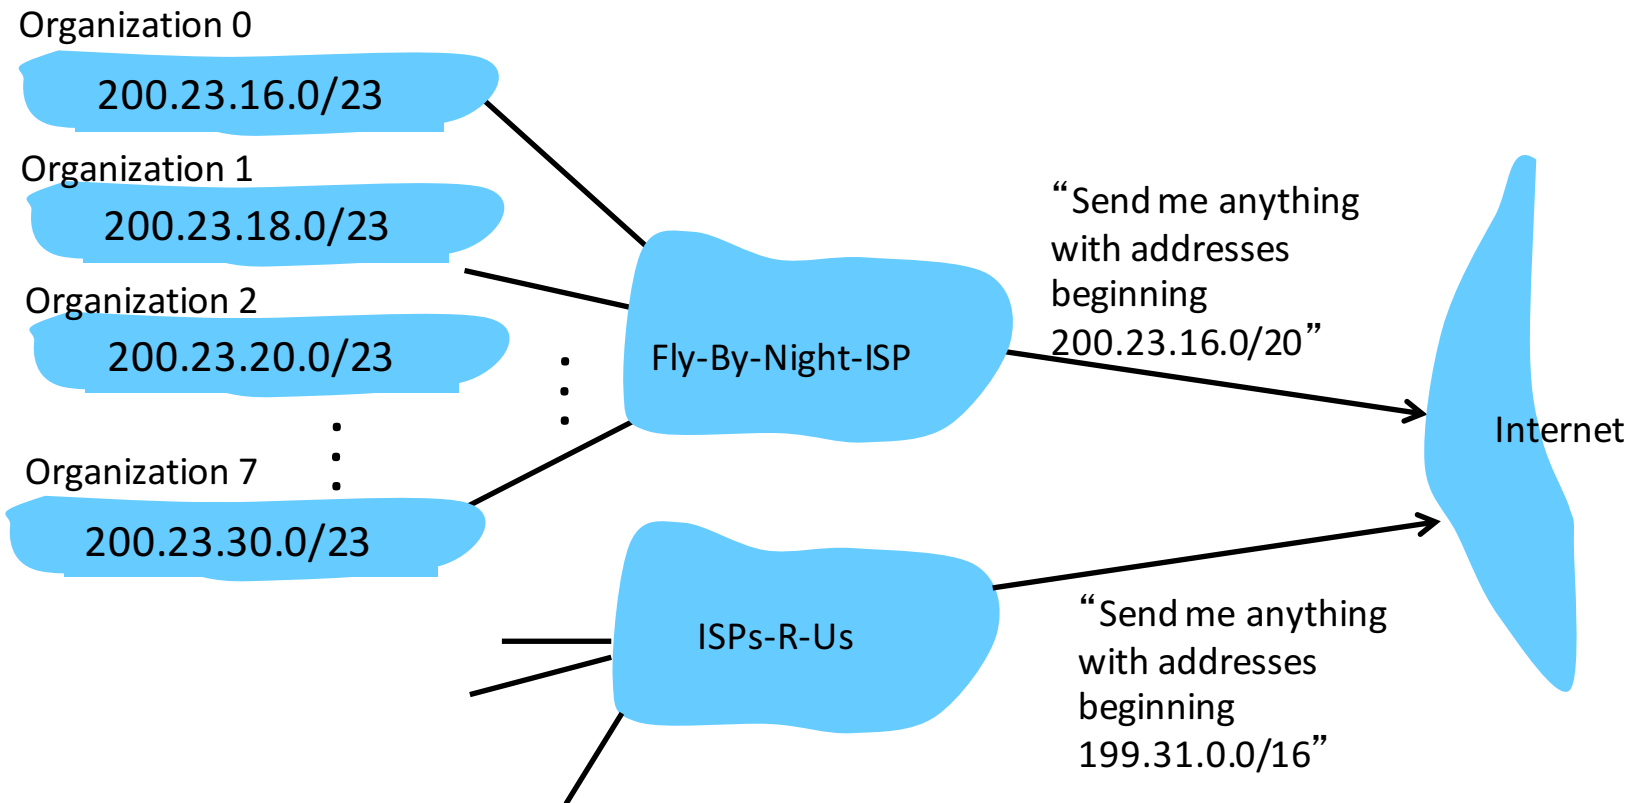 Organization 0
200.23.16.0/23
Organization 1
200.23.18.0/23
Organization 2
200.23.20.0/23
Organization 7
200.23.30.0/23
Fly-By-Night-ISP
“Send me anything
with addresses
beginning
200.23.16.0/20”
Internet
ISPs-R-Us
“Send me anything
with addresses
beginning
199.31.0.0/16”